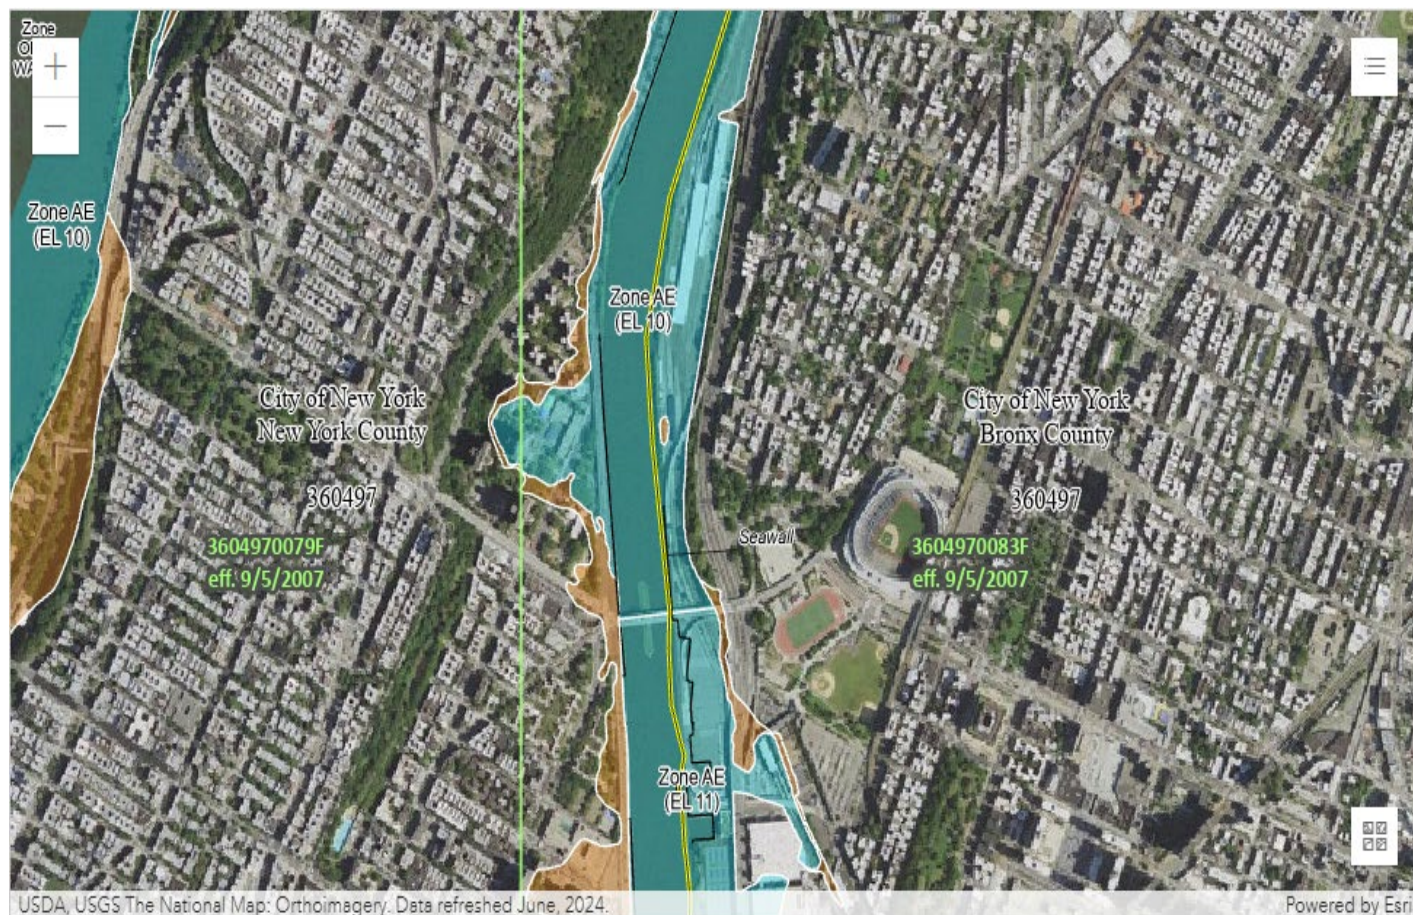 Zone
Zone AE
(EL 10)
Zone AE
(EL 10)
City of New York
New York County
360497
3604970079F
eff. 9/5/2007
City of New York
Bronx County
360497
3604970083F
eff. 9/5/2007
Seawall
Zone AE
(EL 11)
USDA, USGS The National Map: Orthoimagery. Data refreshed June, 2024.
Powered by Esri